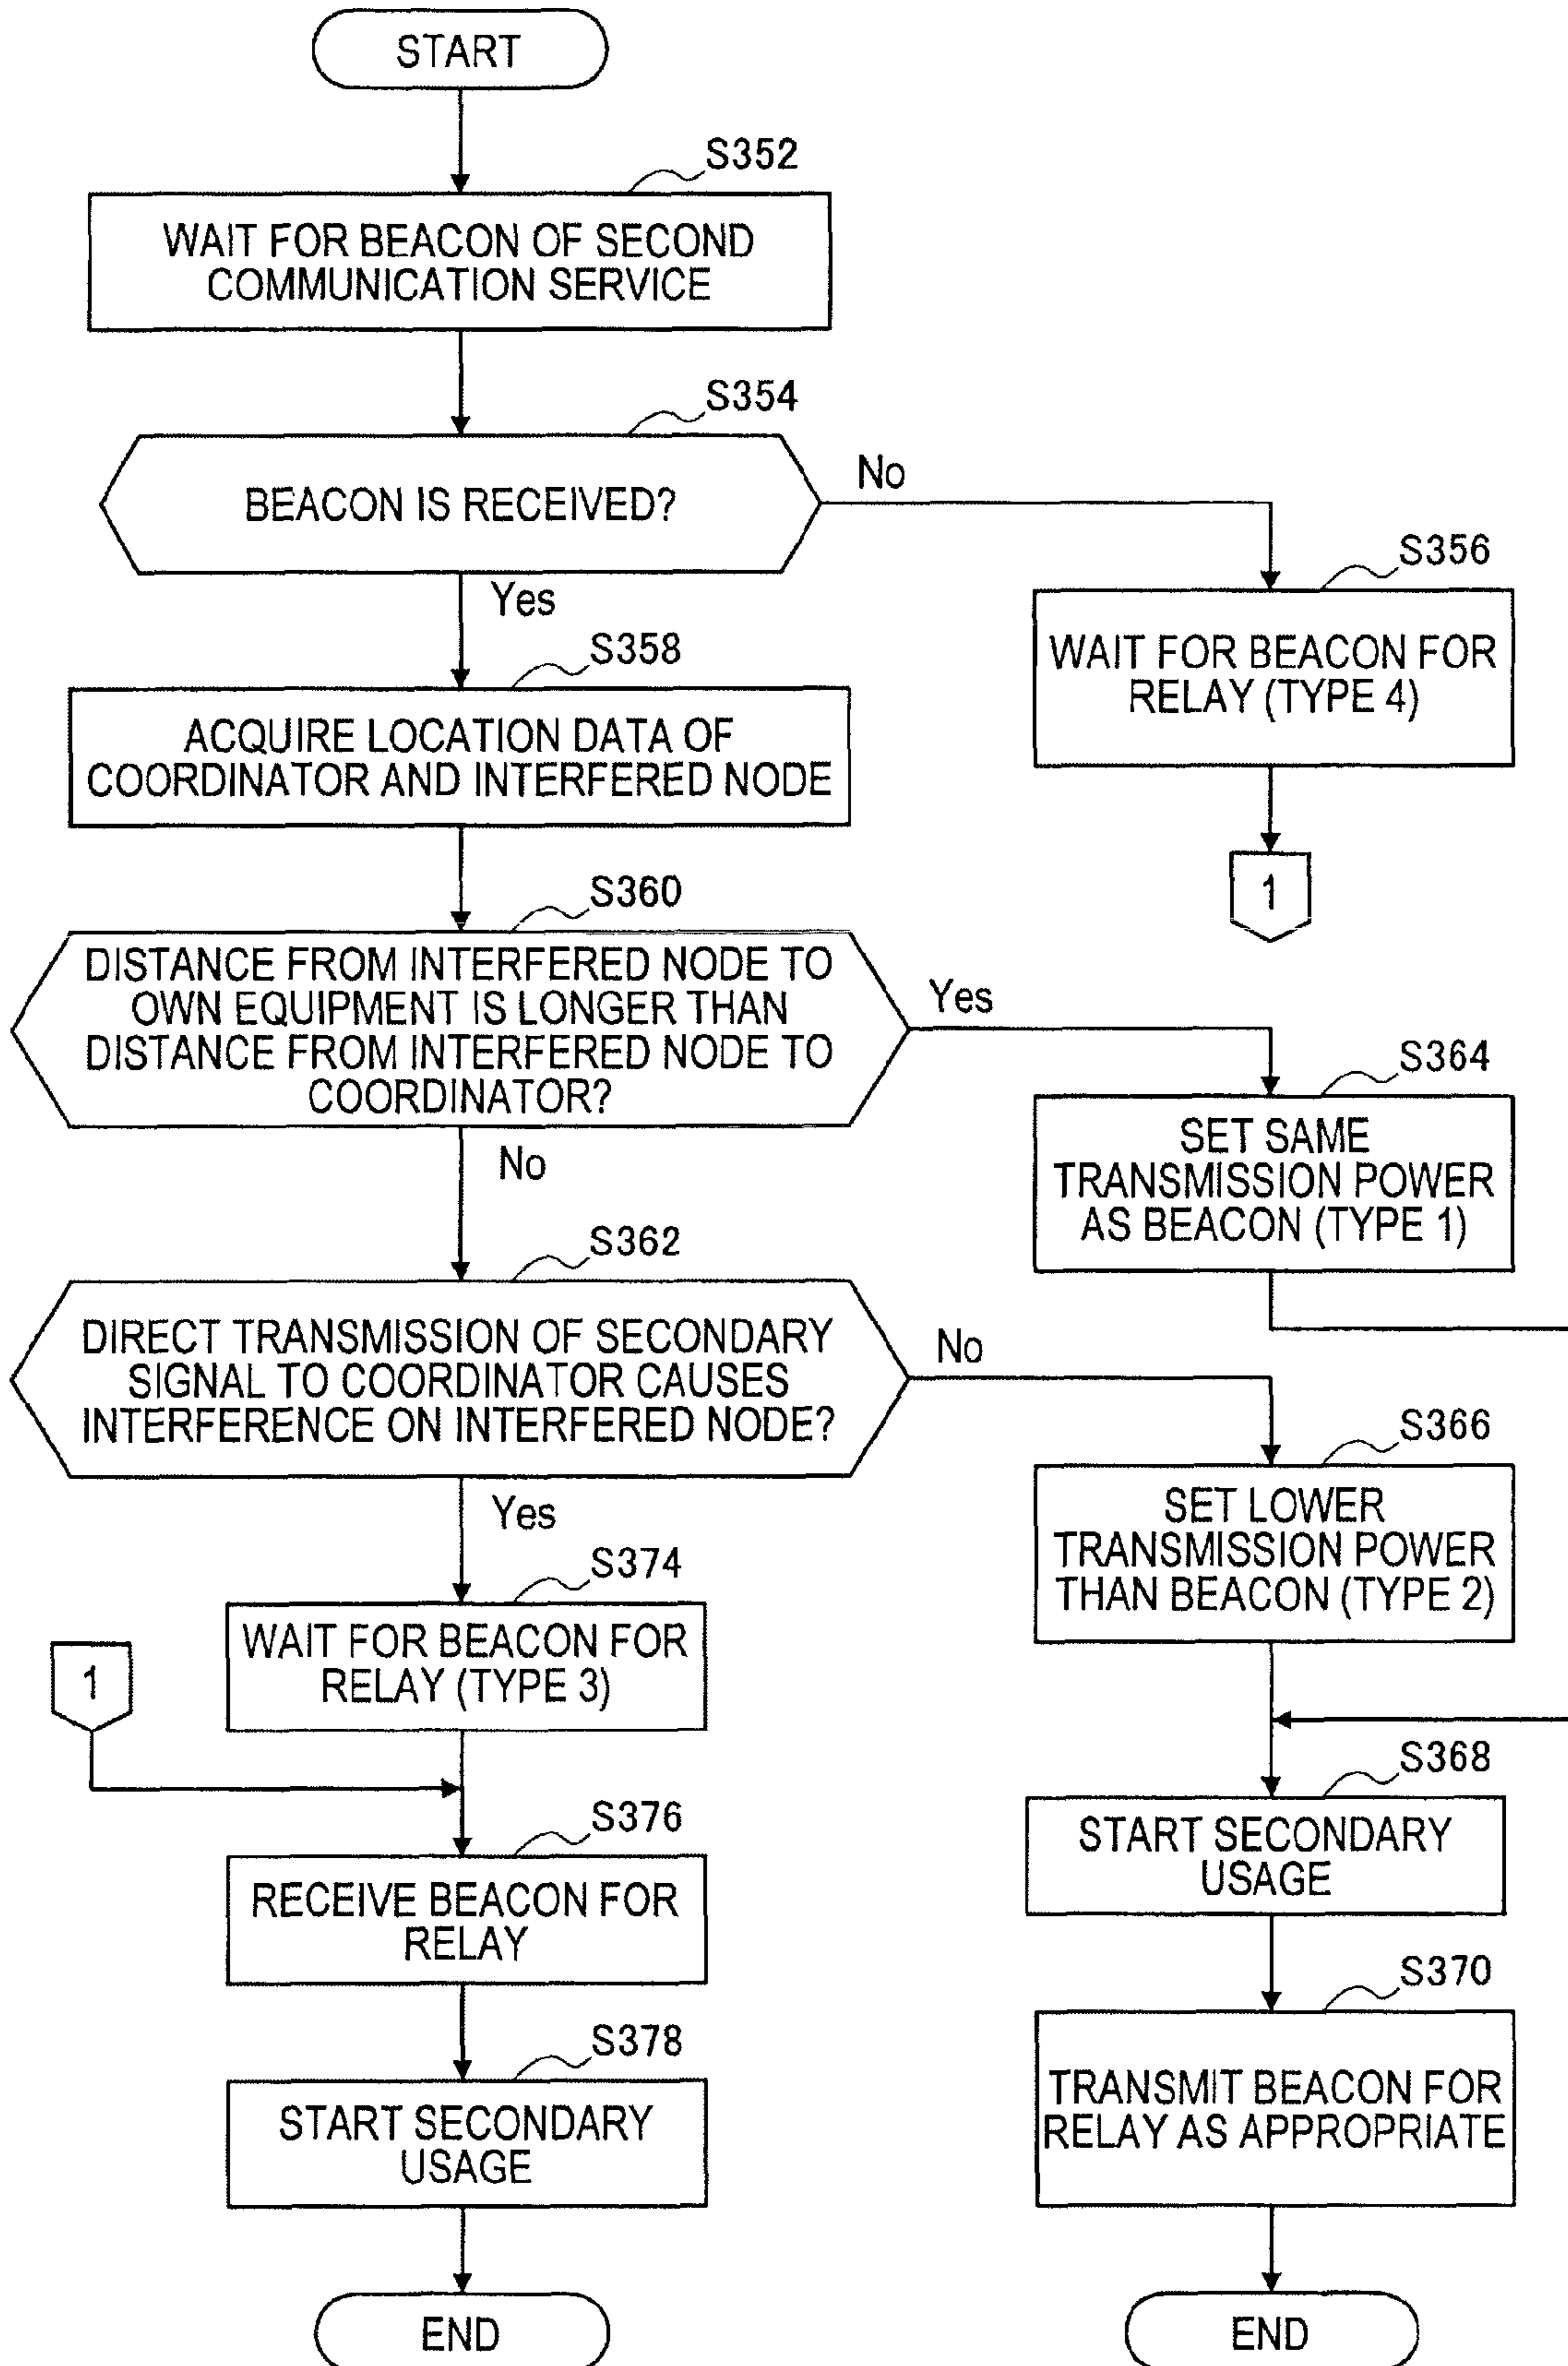 START
S352
WAIT FOR BEACON OF SECOND
COMMUNICATION SERVICE
S354
BEACON IS RECEIVED?
No
Yes
S356
WAIT FOR BEACON FOR
RELAY (TYPE 4)
1
S358
ACQUIRE LOCATION DATA OF
COORDINATOR AND INTERFERED NODE
S360
DISTANCE FROM INTERFERED NODE TO
OWN EQUIPMENT IS LONGER THAN
DISTANCE FROM INTERFERED NODE TO
COORDINATOR?
Yes
No
S364
SET SAME
TRANSMISSION POWER
AS BEACON (TYPE 1)
S362
DIRECT TRANSMISSION OF SECONDARY
SIGNAL TO COORDINATOR CAUSES
INTERFERENCE ON INTERFERED NODE?
No
Yes
S366
SET LOWER
TRANSMISSION POWER
THAN BEACON (TYPE 2)
S374
WAIT FOR BEACON FOR
RELAY (TYPE 3)
1
S368
START SECONDARY
USAGE
S376
RECEIVE BEACON FOR
RELAY
S370
TRANSMIT BEACON FOR
RELAY AS APPROPRIATE
S378
START SECONDARY
USAGE
END
END